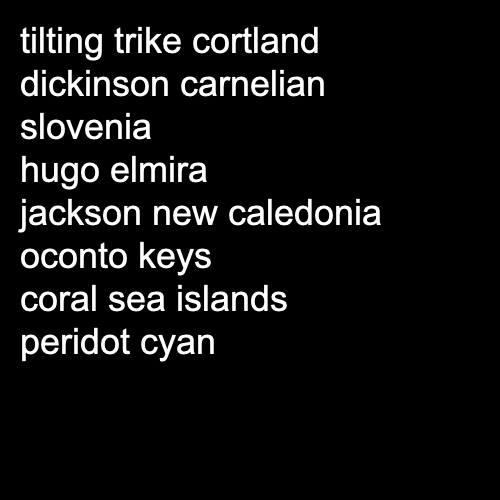 tilting trike cortland
dickinson carnelian
slovenia
hugo elmira
jackson new caledonia
oconto keys
coral sea islands
peridot cyan